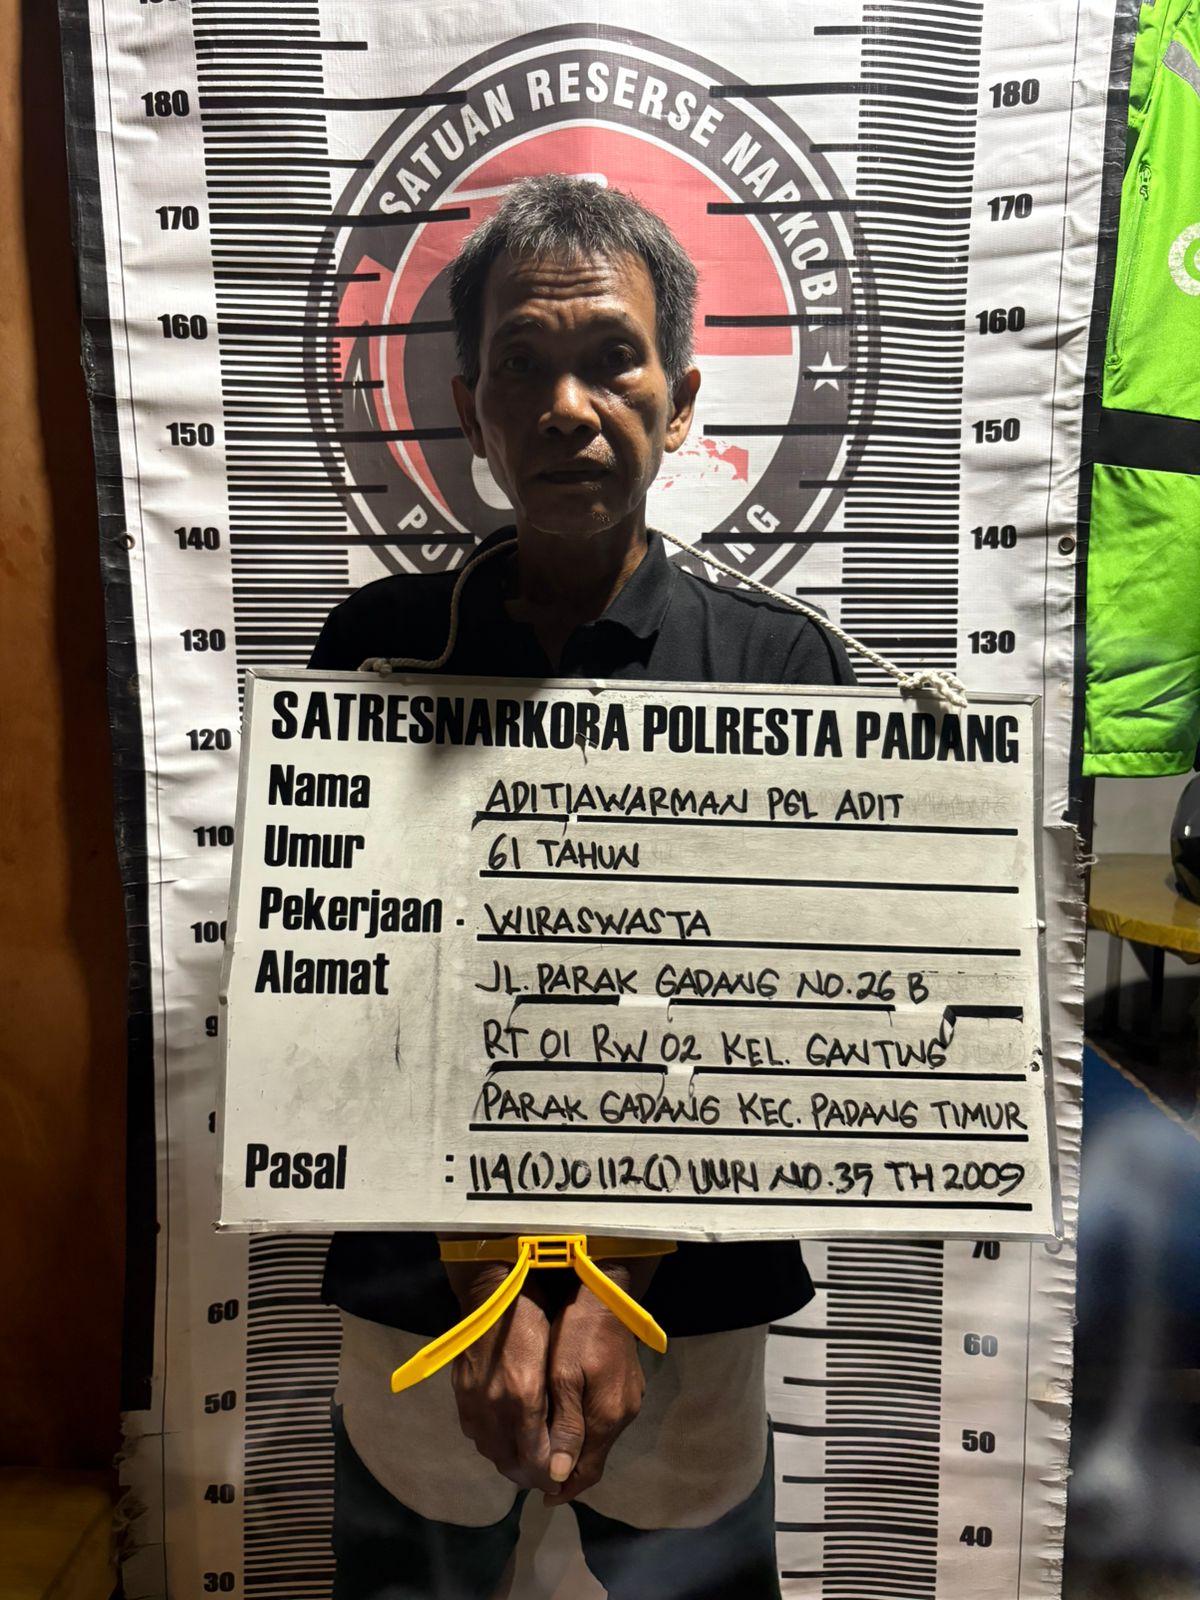 SATUAN RESERSE NARKOBA
180 180
170 170
160 160
150 150
140 140
130 130
120
110
SATRESNARKOBA POLRESTA PADANG
Nama ADITIAWARMAN PGL ADIT
Umur 61 TAHUN
Pekerjaan . WIRASWASTA
Alamat JL. PARAK GADANG NO. 26 B
RT 01 RW 02 KEL. GANTING
PARAK GADANG KEC. PADANG TIMUR
Pasal : 114(1) JO 112(1) UURI NO. 35 TH 2009
70
60 60
50 50
40 40
30